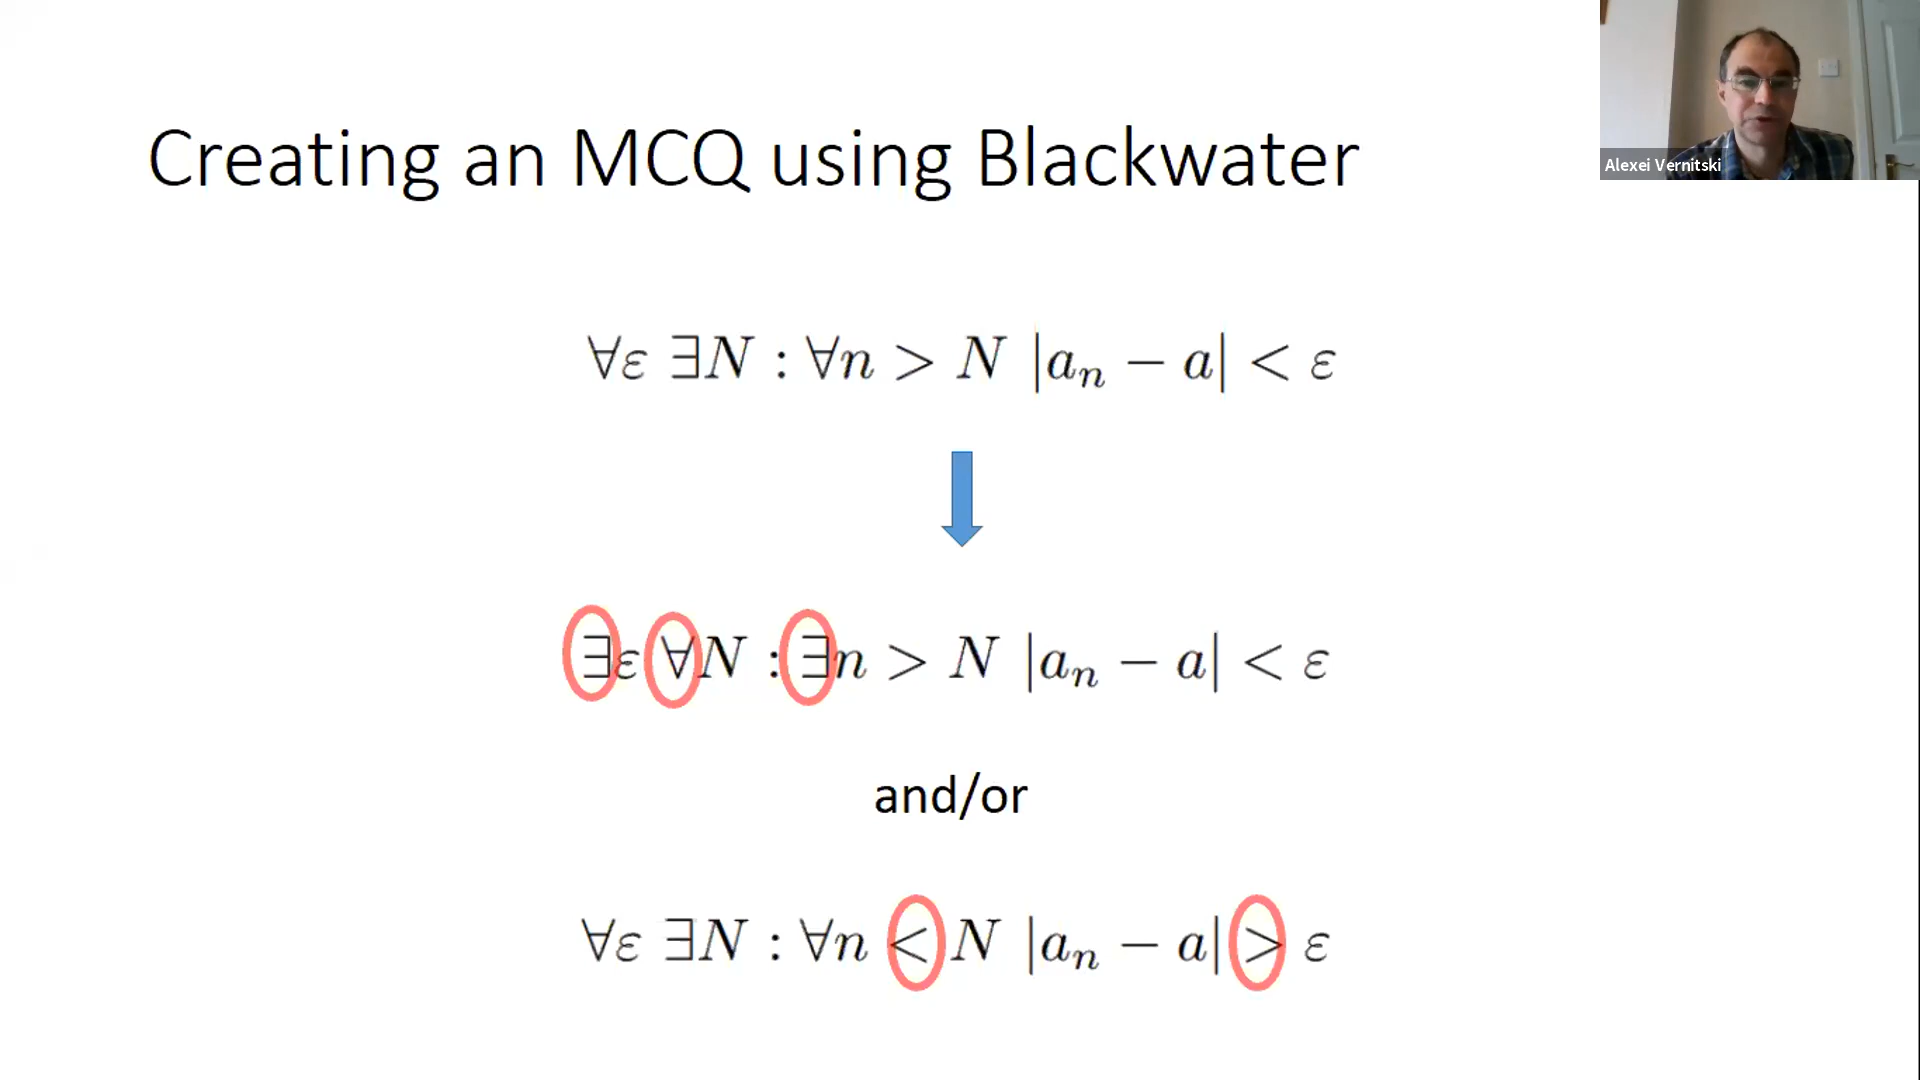 Creating an MCQ using Blackwater
Alexei Vernitski
∀ε ∃N : ∀n > N |aₙ − a| < ε
∃ε ∀N : ∃n > N |aₙ − a| < ε
and/or
∀ε ∃N : ∀n < N |aₙ − a| > ε